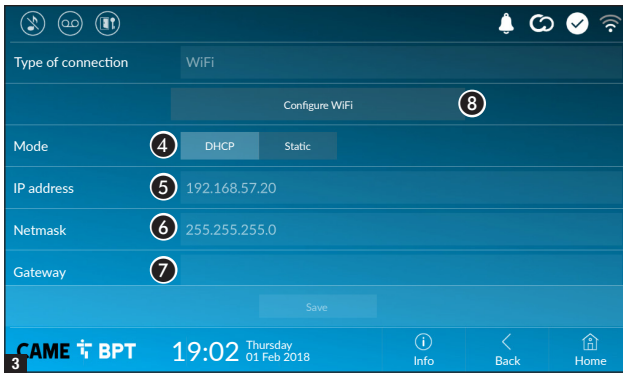 Type of connection WiFi
Configure WiFi 8
Mode 4 DHCP Static
IP address 5 192.168.57.20
Netmask 6 255.255.255.0
Gateway 7
Save
CAME BPT 19:02 Thursday
01 Feb 2018
Info Back Home
3